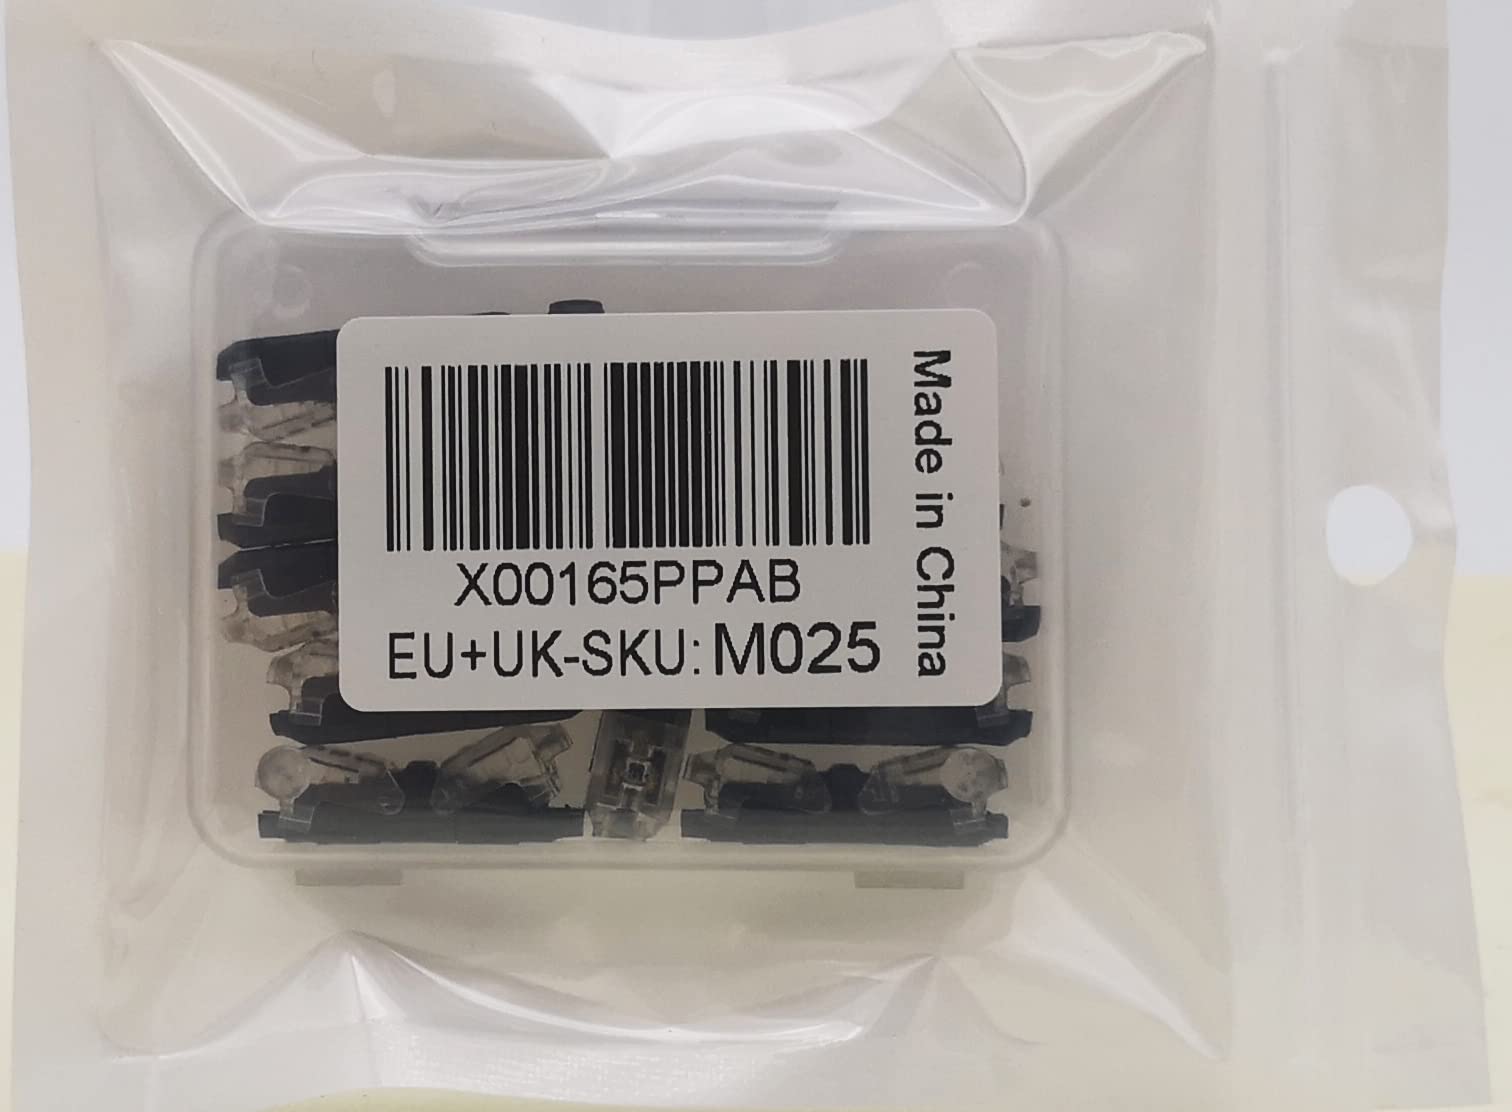 X00165PPAB
EU+UK-SKU: M025
Made in China